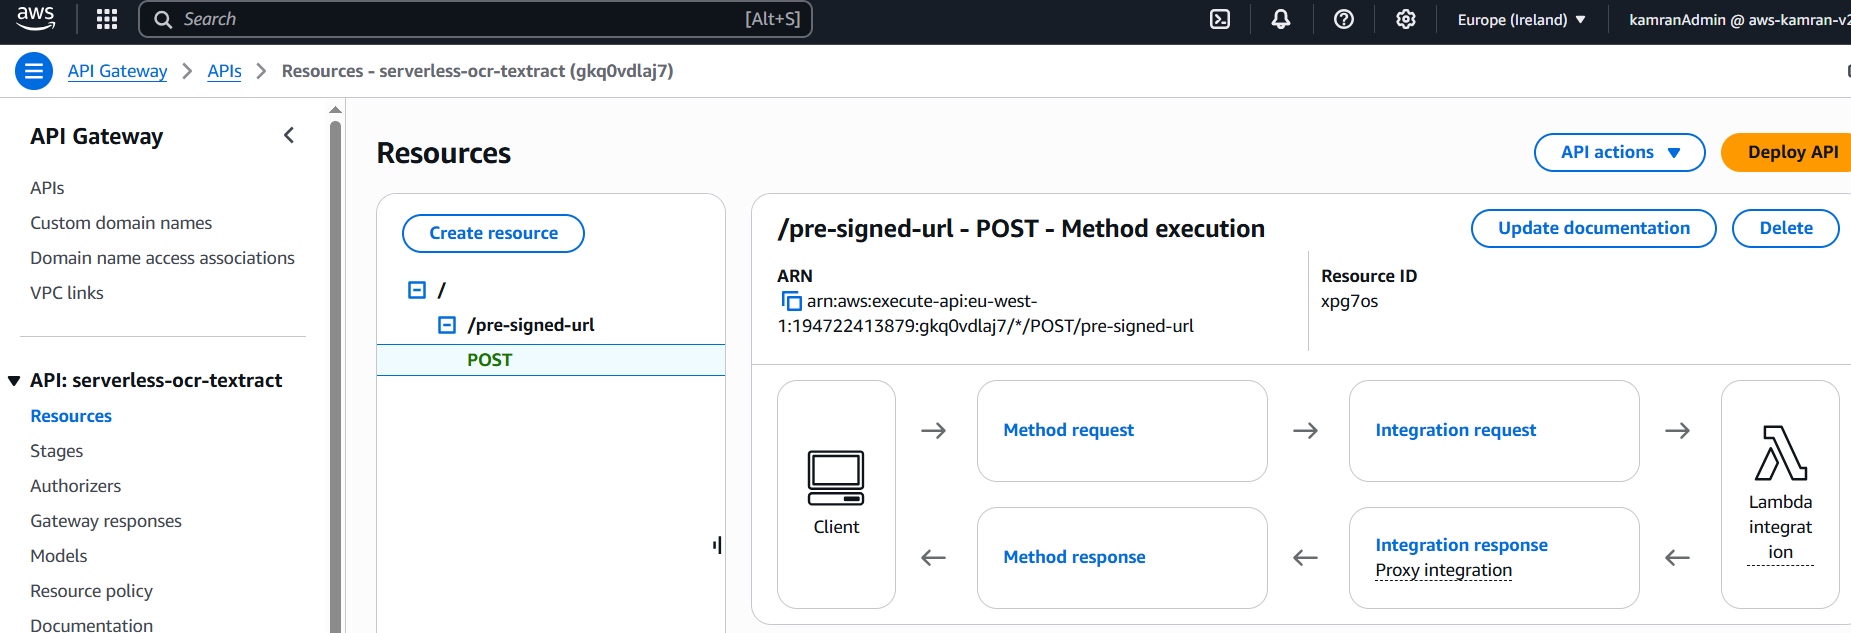 aws
Search
[Alt+S]
Europe (Ireland)
kamranAdmin @ aws-kamran-v2
API Gateway
APIs
Resources - serverless-ocr-textract (gkq0vdlaj7)
API Gateway
APIs
Custom domain names
Domain name access associations
VPC links
API: serverless-ocr-textract
Resources
Stages
Authorizers
Gateway responses
Models
Resource policy
Documentation
Resources
API actions
Deploy API
Create resource
/
/pre-signed-url
POST
/pre-signed-url - POST - Method execution
Update documentation
Delete
ARN
arn:aws:execute-api:eu-west-
1:194722413879:gkq0vdlaj7/*/POST/pre-signed-url
Resource ID
xpg7os
Client
Method request
Integration request
Lambda
integrat
ion
Method response
Integration response
Proxy integration